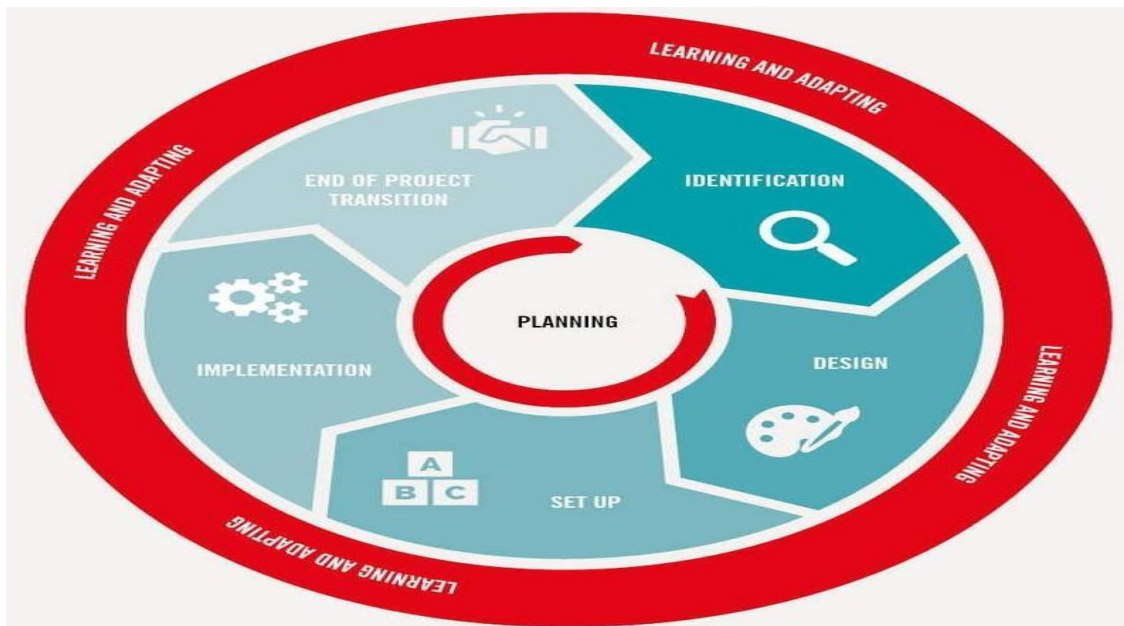 LEARNING AND ADAPTING
IDENTIFICATION
DESIGN
LEARNING AND ADAPTING
SET UP
A
B C
LEARNING AND ADAPTING
IMPLEMENTATION
LEARNING AND ADAPTING
END OF PROJECT
TRANSITION
PLANNING